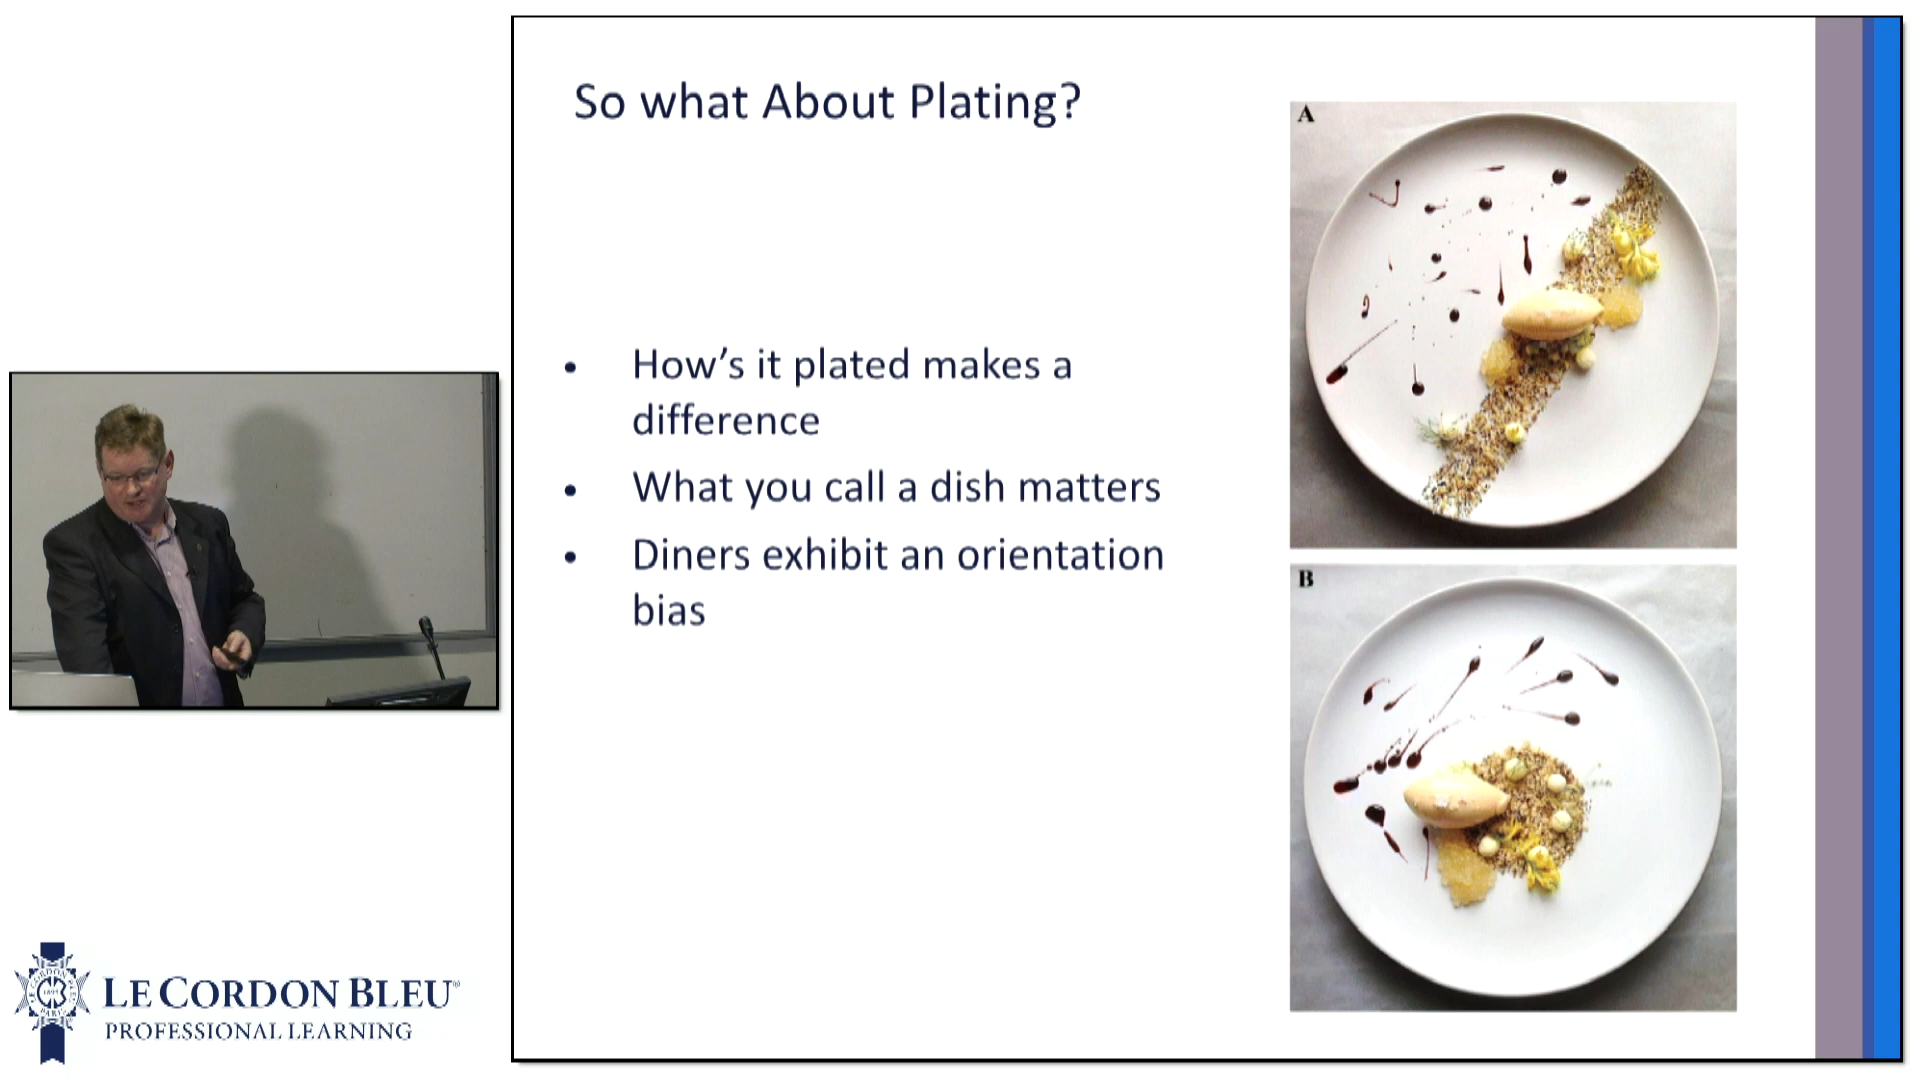 So what About Plating?
• How's it plated makes a
difference
• What you call a dish matters
• Diners exhibit an orientation
bias
A
B
LE CORDON BLEU®
PROFESSIONAL LEARNING